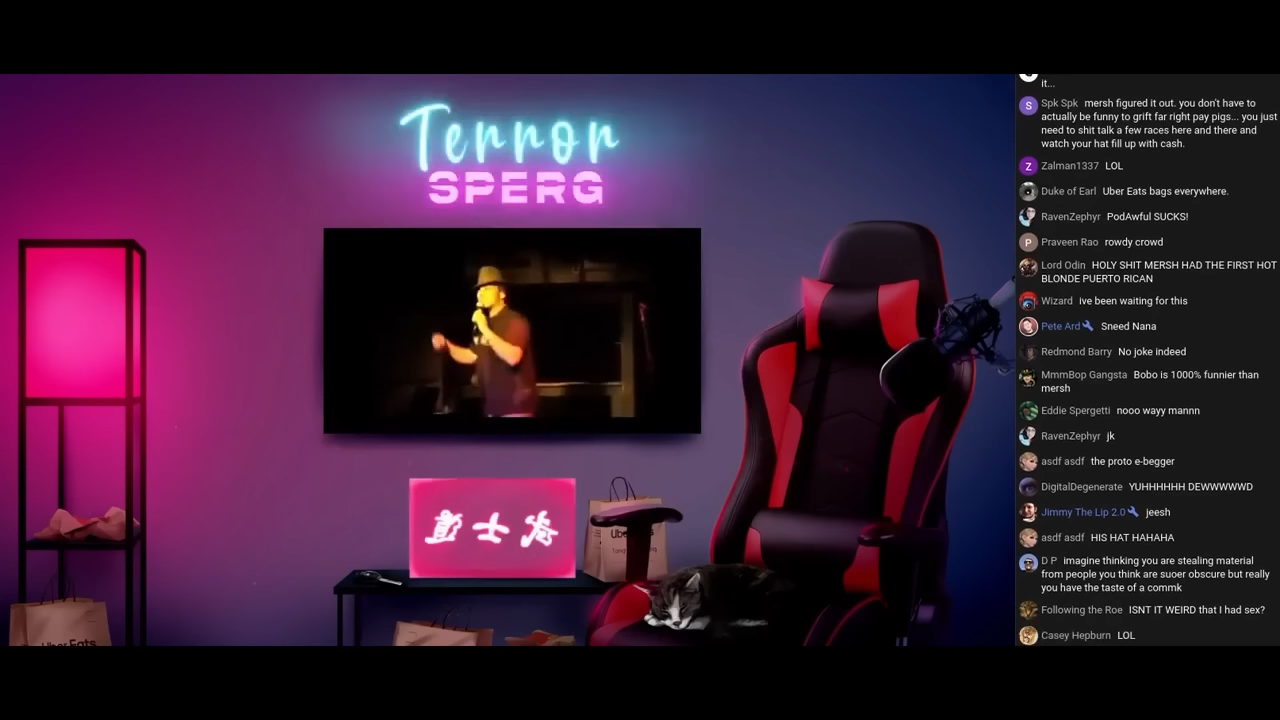 Terror
SPERG
Uber
Uber Eats
it...
S
Spk Spk mersh figured it out. you don't have to
actually be funny to grift far right pay pigs... you just
need to shit talk a few races here and there and
watch your hat fill up with cash.
Z
Zalman1337 LOL
Duke of Earl Uber Eats bags everywhere.
RavenZephyr PodAwful SUCKS!
P
Praveen Rao rowdy crowd
Lord Odin HOLY SHIT MERSH HAD THE FIRST HOT
BLONDE PUERTO RICAN
Wizard ive been waiting for this
Pete Ard Sneed Nana
Redmond Barry No joke indeed
MmmBop Gangsta Bobo is 1000% funnier than
mersh
Eddie Spergetti nooo wayy mannn
RavenZephyr jk
asdf asdf the proto e-begger
DigitalDegenerate YUHHHHHH DEWWWWWD
Jimmy The Lip 2.0 jeesh
asdf asdf HIS HAT HAHAHA
D P imagine thinking you are stealing material
from people you think are suoer obscure but really
you have the taste of a commk
Following the Roe ISNT IT WEIRD that I had sex?
Casey Hepburn LOL